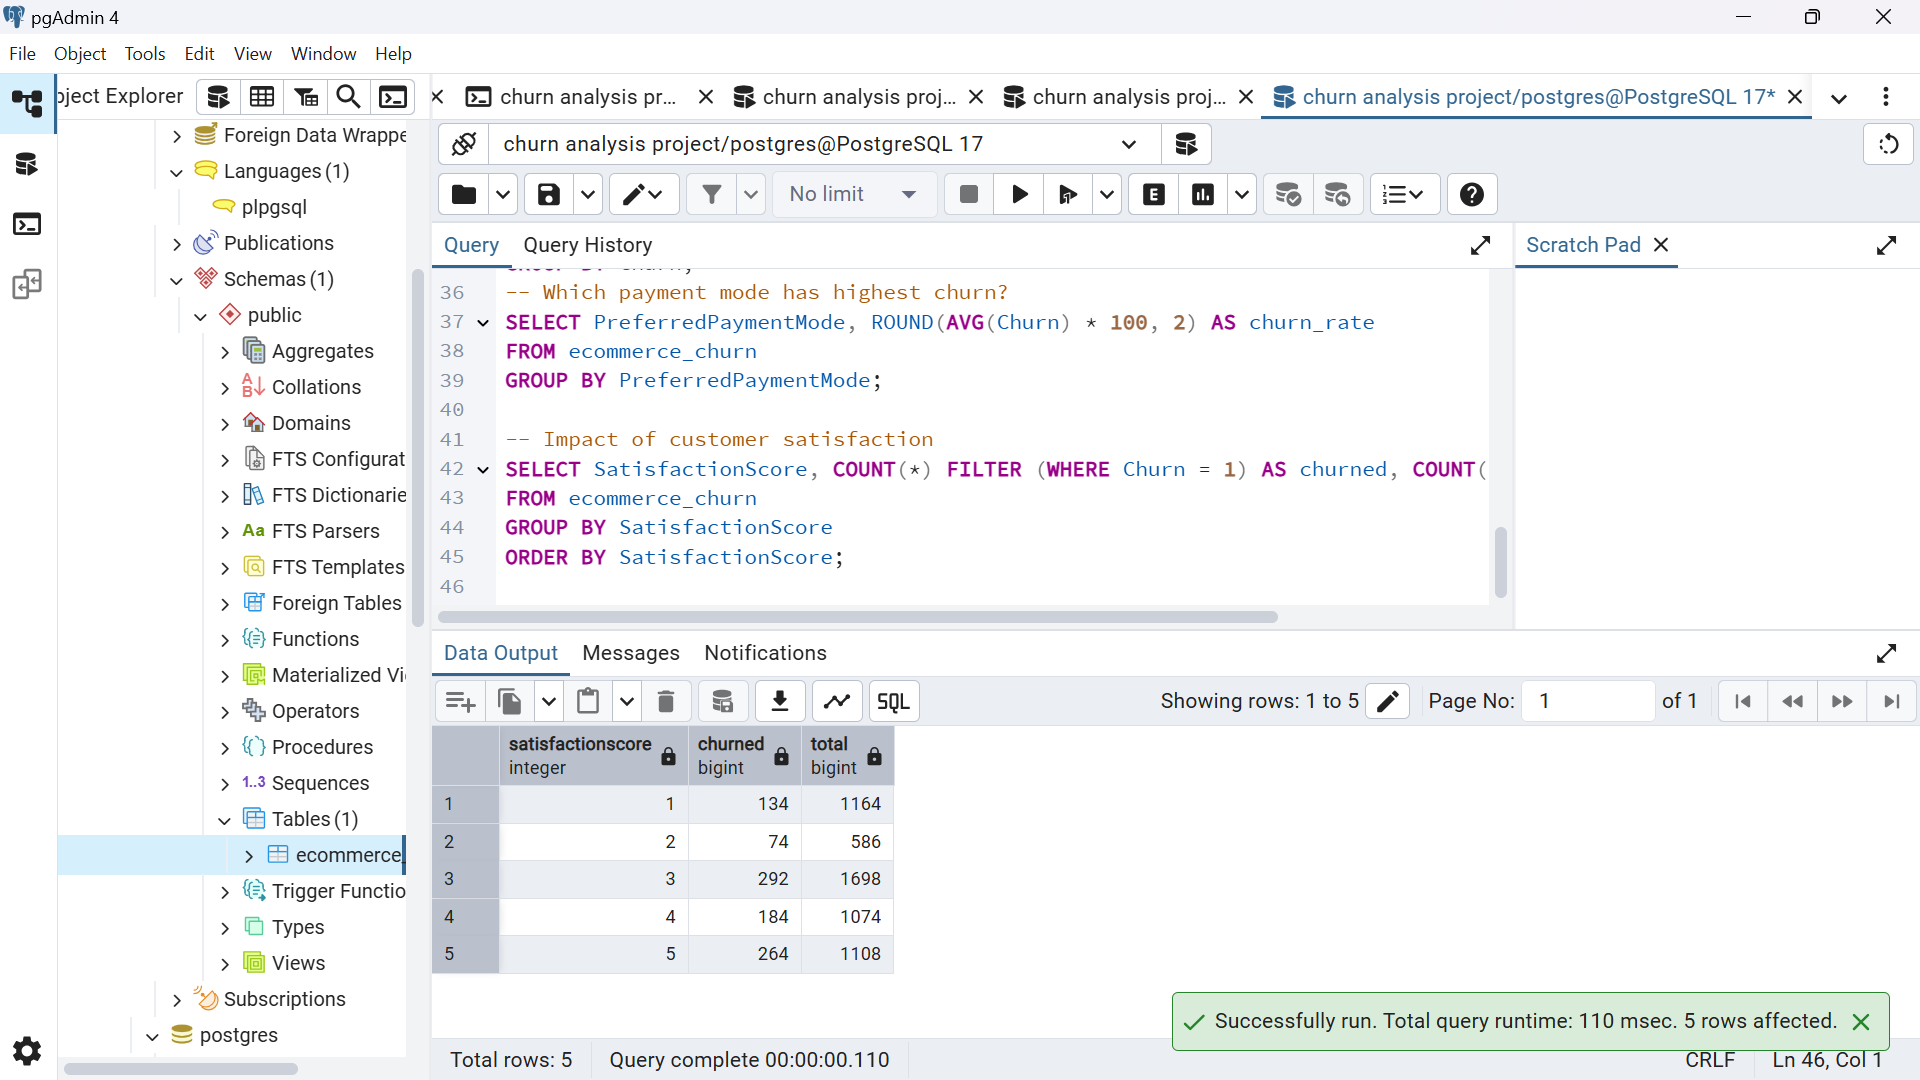 pgAdmin 4
File Object Tools Edit View Window Help
bject Explorer
churn analysis pr...
churn analysis proj...
churn analysis proj...
churn analysis project/postgres@PostgreSQL 17*
churn analysis project/postgres@PostgreSQL 17
No limit
E
Query Query History
Scratch Pad
Foreign Data Wrappe
Languages (1)
plpgsql
Publications
Schemas (1)
public
Aggregates
Collations
Domains
FTS Configurat
FTS Dictionarie
Aa FTS Parsers
FTS Templates
Foreign Tables
Functions
Materialized Vi
Operators
Procedures
1..3 Sequences
Tables (1)
ecommerce_
Trigger Functio
Types
Views
Subscriptions
postgres
36 -- Which payment mode has highest churn?
37 SELECT PreferredPaymentMode, ROUND(AVG(Churn) * 100, 2) AS churn_rate
38 FROM ecommerce_churn
39 GROUP BY PreferredPaymentMode;
40
41 -- Impact of customer satisfaction
42 SELECT SatisfactionScore, COUNT(*) FILTER (WHERE Churn = 1) AS churned, COUNT(
43 FROM ecommerce_churn
44 GROUP BY SatisfactionScore
45 ORDER BY SatisfactionScore;
46
Data Output Messages Notifications
SQL
Showing rows: 1 to 5
Page No: 1 of 1
satisfactionscore churned total
integer bigint bigint
1 1 134 1164
2 2 74 586
3 3 292 1698
4 4 184 1074
5 5 264 1108
Successfully run. Total query runtime: 110 msec. 5 rows affected.
Total rows: 5 Query complete 00:00:00.110
CRLF Ln 46, Col 1